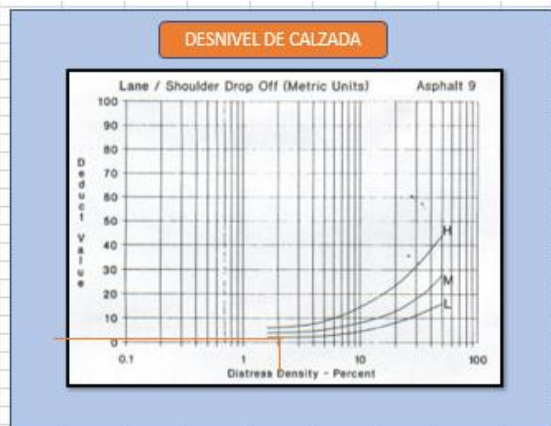 DESNIVEL DE CALZADA
Lane / Shoulder Drop Off (Metric Units) Asphalt 9
100
90
80
70
60
50
40
30
20
10
0
Deduct Value
H
M
L
0.1 1 10 100
Distress Density - Percent